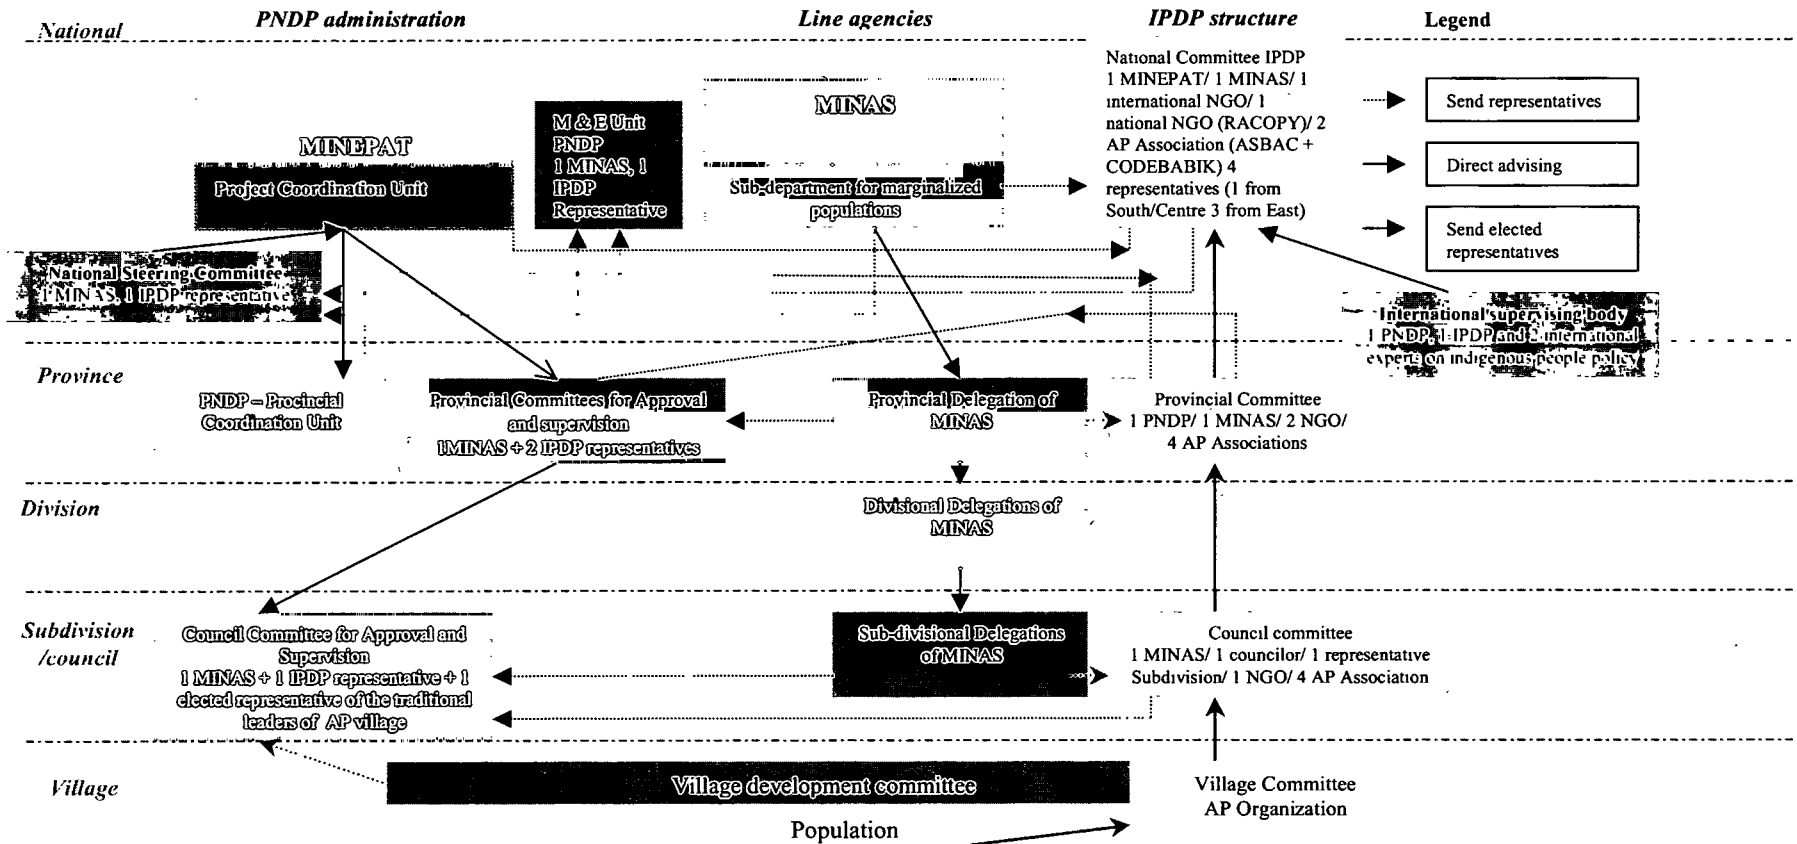 PNDP administration
Line agencies
IPDP structure
Legend
National
National Committee IPDP
1 MINEPAT/ 1 MINAS/ 1
international NGO/ 1
national NGO (RACOPY)/ 2
AP Association (ASBAC +
CODEBABIK) 4
representatives (1 from
South/Centre 3 from East)
MINAS
Sub-department for marginalized
populations
M & E Unit
PNDP
1 MINAS, 1
IPDP
Representative
MINEPAT
Project Coordination Unit
Send representatives
Direct advising
Send elected
representatives
National Steering Committee
1 MINAS, 1 IPDP representative
International supervising body
1 PNDP, 1 IPDP and 2 international
experts on indigenous people policy
Province
PNDP – Procincial
Coordination Unit
Provincial Committees for Approval
and supervision
1MINAS + 2 IPDP representatives
Provincial Delegation of
MINAS
Provincial Committee
1 PNDP/ 1 MINAS/ 2 NGO/
4 AP Associations
Division
Divisional Delegations of
MINAS
Subdivision
/council
Council Committee for Approval and
Supervision
1 MINAS + 1 IPDP representative + 1
elected representative of the traditional
leaders of AP village
Sub-divisional Delegations
of MINAS
Council committee
1 MINAS/ 1 councilor/ 1 representative
Subdivision/ 1 NGO/ 4 AP Association
Village
Village development committee
Village Committee
AP Organization
Population